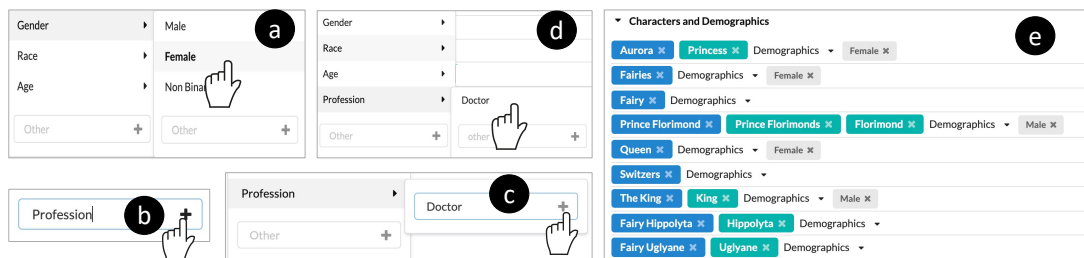 Gender
Male
Race
Female
Age
Non Binar
Other
Other
a
Profession
b
Profession
Doctor
Other
c
Gender
Race
Age
Profession
Doctor
Other
other
d
Characters and Demographics
e
Aurora × Princess × Demographics Female ×
Fairies × Demographics Female ×
Fairy × Demographics
Prince Florimond × Prince Florimonds × Florimond × Demographics Male ×
Queen × Demographics Female ×
Switzers × Demographics
The King × King × Demographics Male ×
Fairy Hippolyta × Hippolyta × Demographics
Fairy Uglyane × Uglyane × Demographics